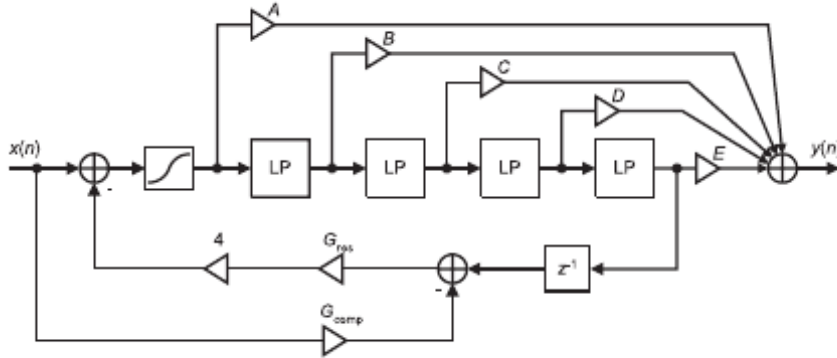 A
B
C
D
x(n)
y(n)
LP
LP
LP
LP
E
-
4
G_res
z⁻¹
-
G_comp